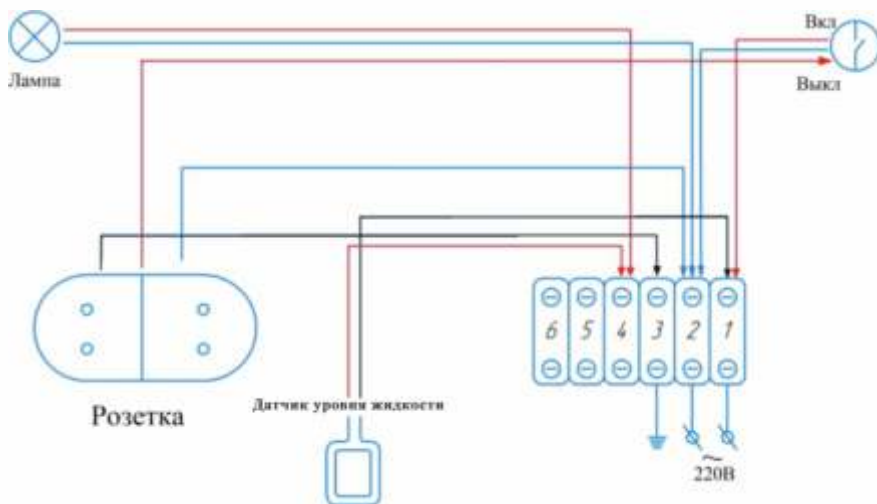 Вкл
Лампа
Выкл
6 5 4 3 2 1
Датчик уровня жидкости
Розетка
~
220В